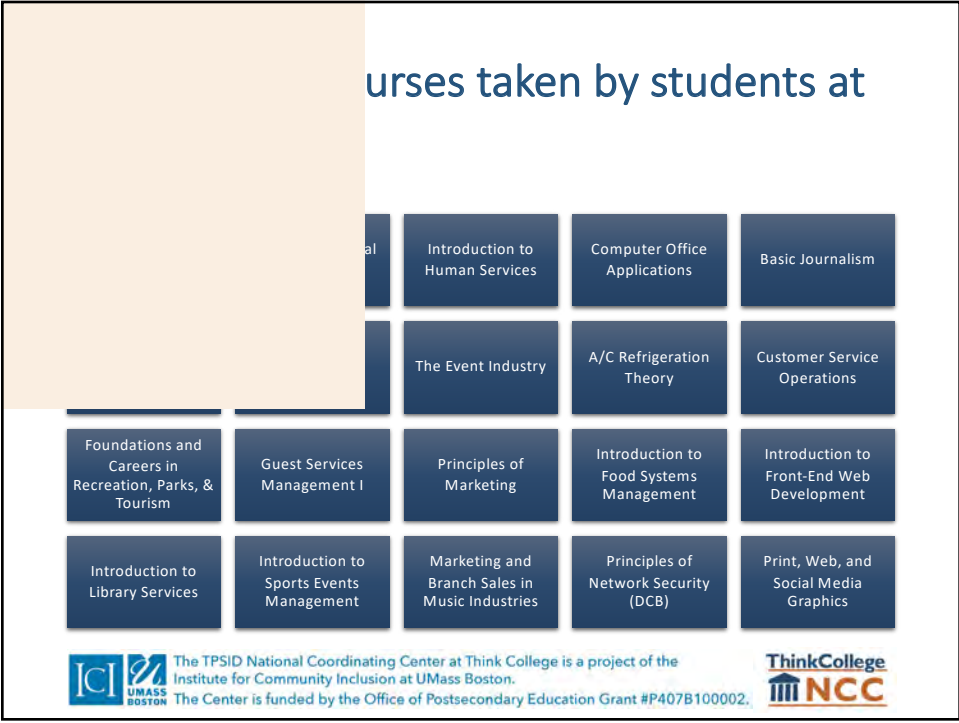 urses taken by students at
al
Introduction to
Human Services
Computer Office
Applications
Basic Journalism
The Event Industry
A/C Refrigeration
Theory
Customer Service
Operations
Foundations and
Careers in
Recreation, Parks, &
Tourism
Guest Services
Management I
Principles of
Marketing
Introduction to
Food Systems
Management
Introduction to
Front-End Web
Development
Introduction to
Library Services
Introduction to
Sports Events
Management
Marketing and
Branch Sales in
Music Industries
Principles of
Network Security
(DCB)
Print, Web, and
Social Media
Graphics
ICI
UMASS
BOSTON
The TPSID National Coordinating Center at Think College is a project of the
Institute for Community Inclusion at UMass Boston.
The Center is funded by the Office of Postsecondary Education Grant #P407B100002.
ThinkCollege
NCC